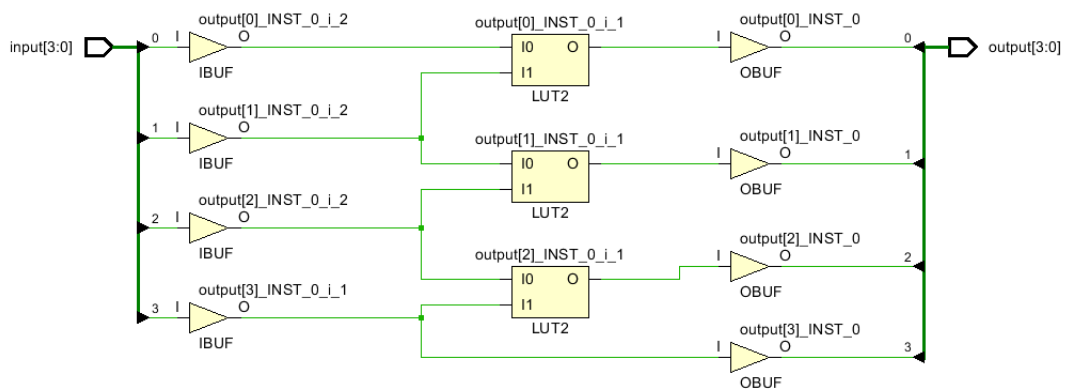 output[0]_INST_0_i_2
output[0]_INST_0_i_1
output[0]_INST_0
input[3:0]
0
I
O
IBUF
I0
O
I1
LUT2
I
O
OBUF
0
output[3:0]
output[1]_INST_0_i_2
1
I
O
IBUF
output[1]_INST_0_i_1
I0
O
I1
LUT2
output[1]_INST_0
I
O
OBUF
1
output[2]_INST_0_i_2
2
I
O
IBUF
output[2]_INST_0_i_1
I0
O
I1
LUT2
output[2]_INST_0
I
O
OBUF
2
output[3]_INST_0_i_1
3
I
O
IBUF
output[3]_INST_0
I
O
OBUF
3